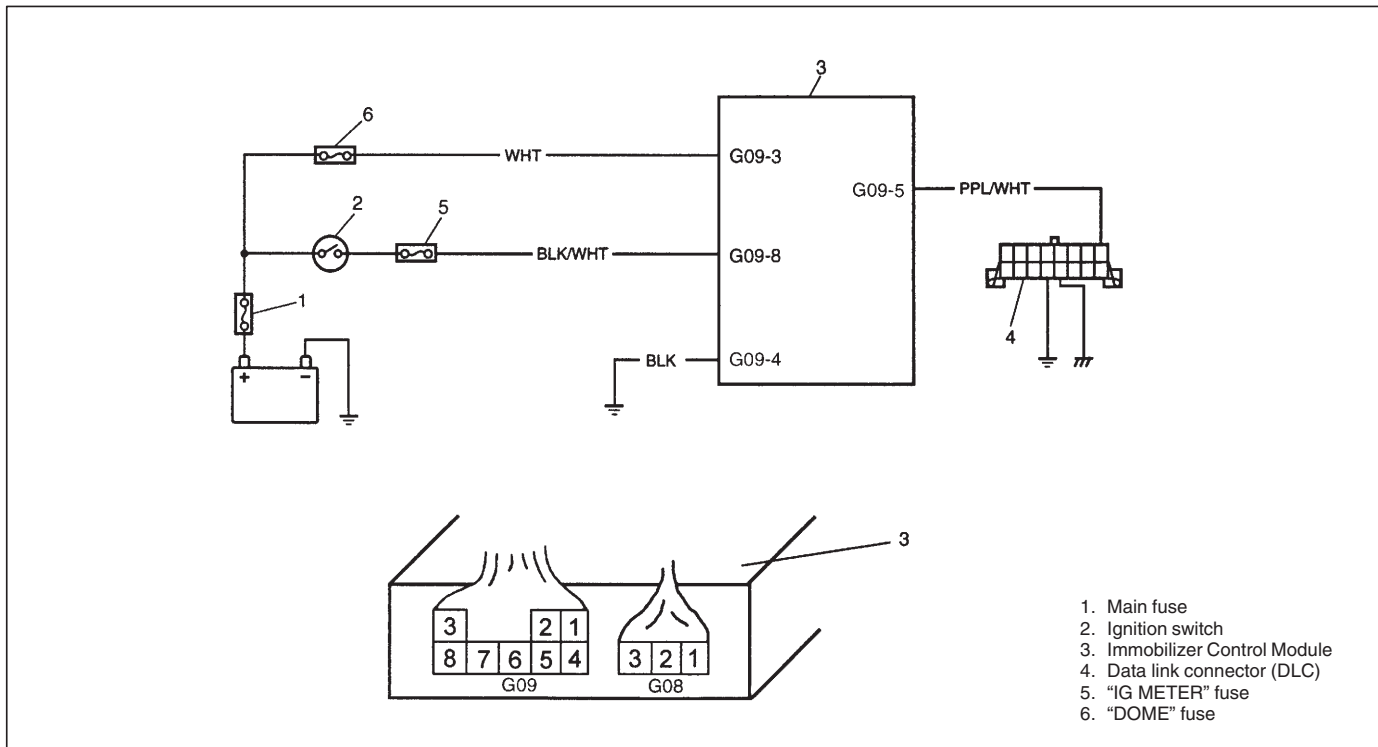 3
6
WHT
G09-3
G09-5
PPL/WHT
2
5
BLK/WHT
G09-8
1
4
BLK
G09-4
+ −
3
3 2 1
8 7 6 5 4
3 2 1
G09
G08
1. Main fuse
2. Ignition switch
3. Immobilizer Control Module
4. Data link connector (DLC)
5. “IG METER” fuse
6. “DOME” fuse